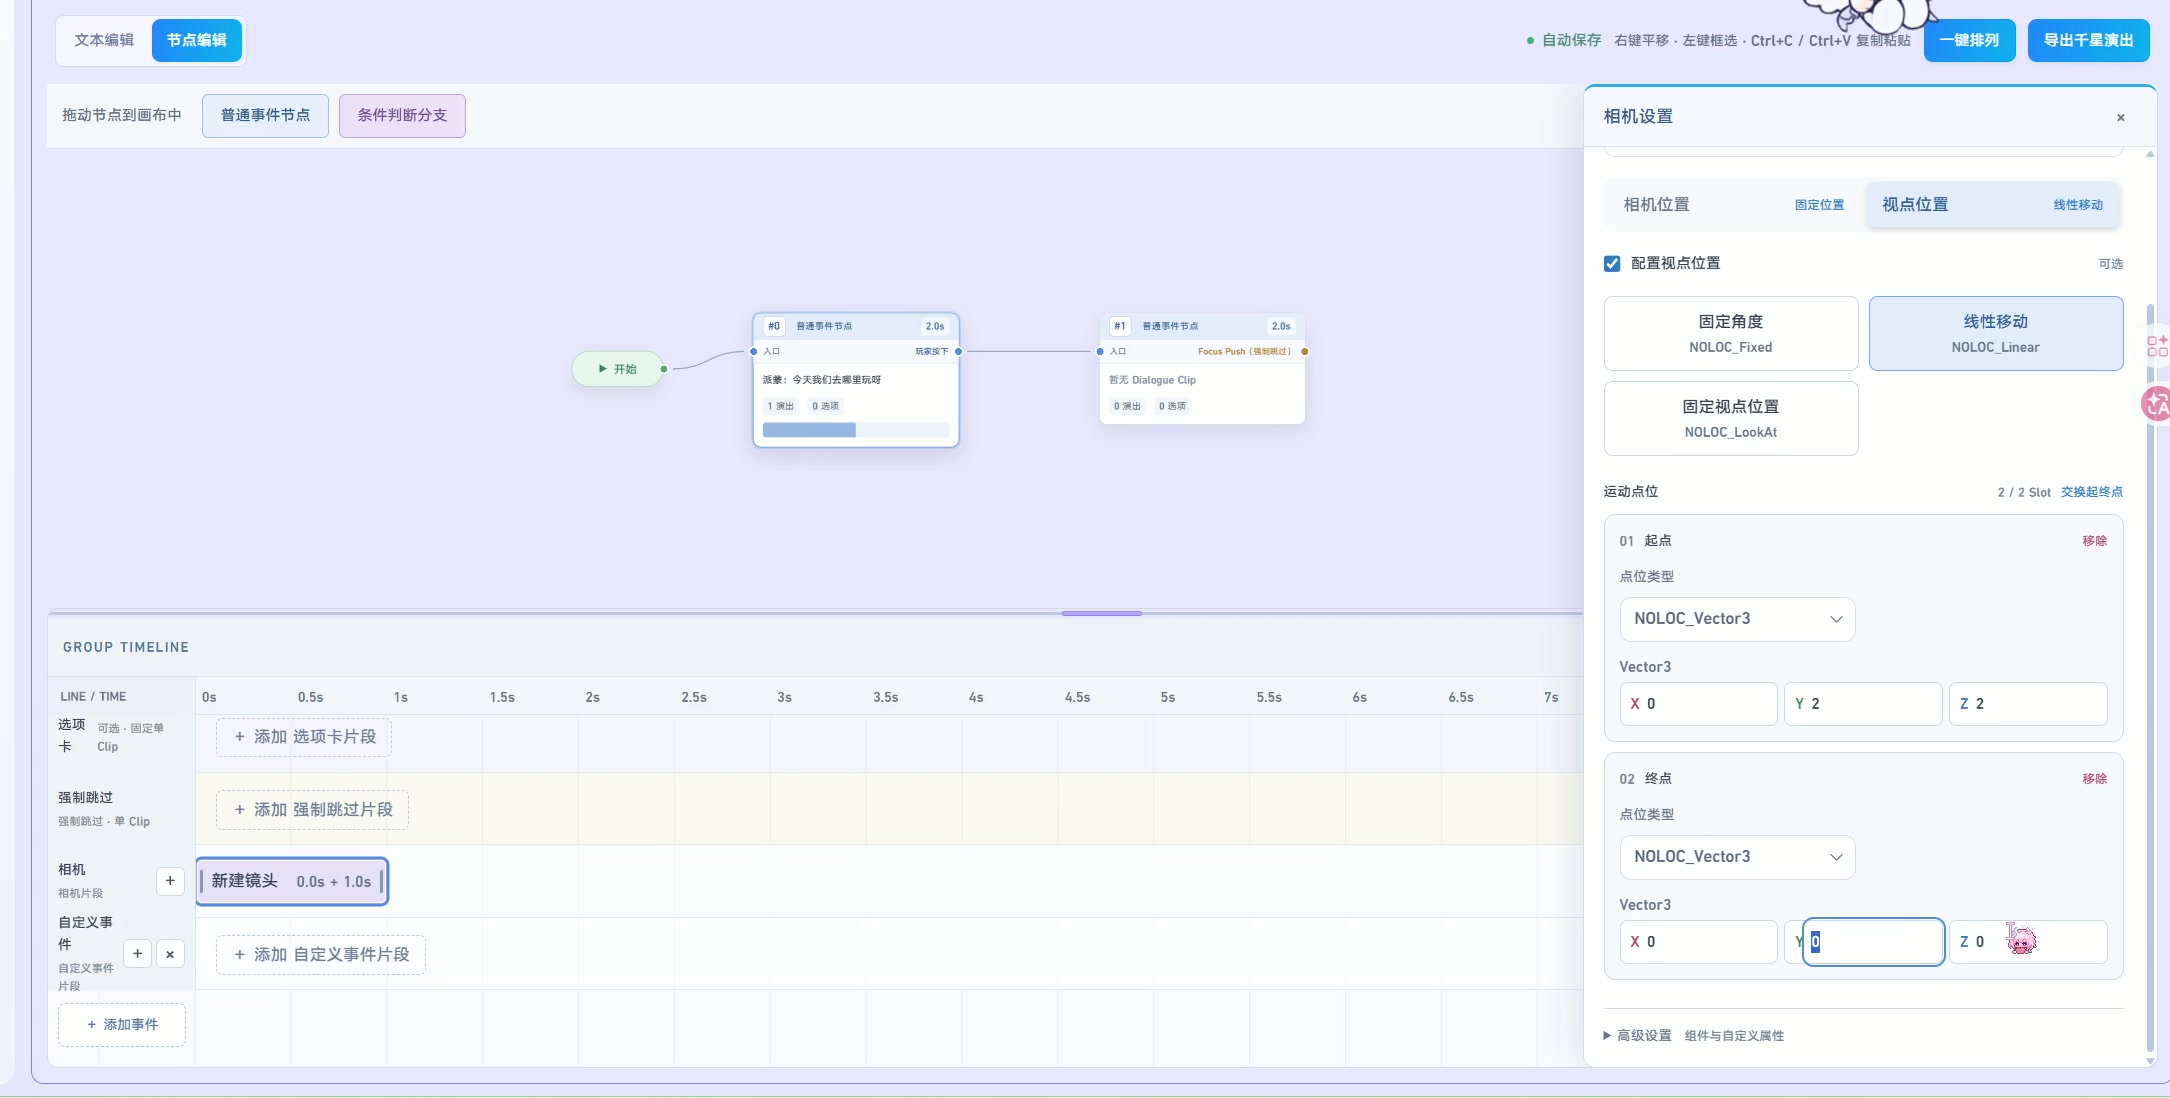 文本编辑
节点编辑
自动保存 右键平移 · 左键框选 · Ctrl+C / Ctrl+V 复制粘贴
一键排列
导出千星演出
拖动节点到画布中
普通事件节点
条件判断分支
开始
#0 普通事件节点 2.0s
入口 玩家按下
派蒙：今天我们去哪里玩呀
1 演出 0 选项
#1 普通事件节点 2.0s
入口 Focus Push（强制跳过）
暂无 Dialogue Clip
0 演出 0 选项
GROUP TIMELINE
LINE / TIME 0s 0.5s 1s 1.5s 2s 2.5s 3s 3.5s 4s 4.5s 5s 5.5s 6s 6.5s 7s
选项卡
可选 · 固定单 Clip
+ 添加 选项卡片段
强制跳过
强制跳过 · 单 Clip
+ 添加 强制跳过片段
相机
相机片段
+
新建镜头 0.0s + 1.0s
自定义事件
自定义事件片段
+ ×
+ 添加 自定义事件片段
+ 添加事件
相机设置 ×
相机位置 固定位置
视点位置 线性移动
配置视点位置 可选
固定角度
NOLOC_Fixed
线性移动
NOLOC_Linear
固定视点位置
NOLOC_LookAt
运动点位 2 / 2 Slot 交换起终点
01 起点 移除
点位类型
NOLOC_Vector3
Vector3
X 0 Y 2 Z 2
02 终点 移除
点位类型
NOLOC_Vector3
Vector3
X 0 Y 0 Z 0
高级设置 组件与自定义属性